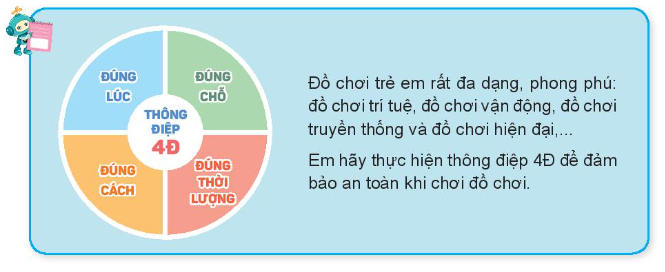 ĐÚNG
LÚC
ĐÚNG
CHỖ
THÔNG
ĐIỆP
4Đ
ĐÚNG
CÁCH
ĐÚNG
THỜI
LƯỢNG
Đồ chơi trẻ em rất đa dạng, phong phú:
đồ chơi trí tuệ, đồ chơi vận động, đồ chơi
truyền thống và đồ chơi hiện đại,...
Em hãy thực hiện thông điệp 4Đ để đảm
bảo an toàn khi chơi đồ chơi.